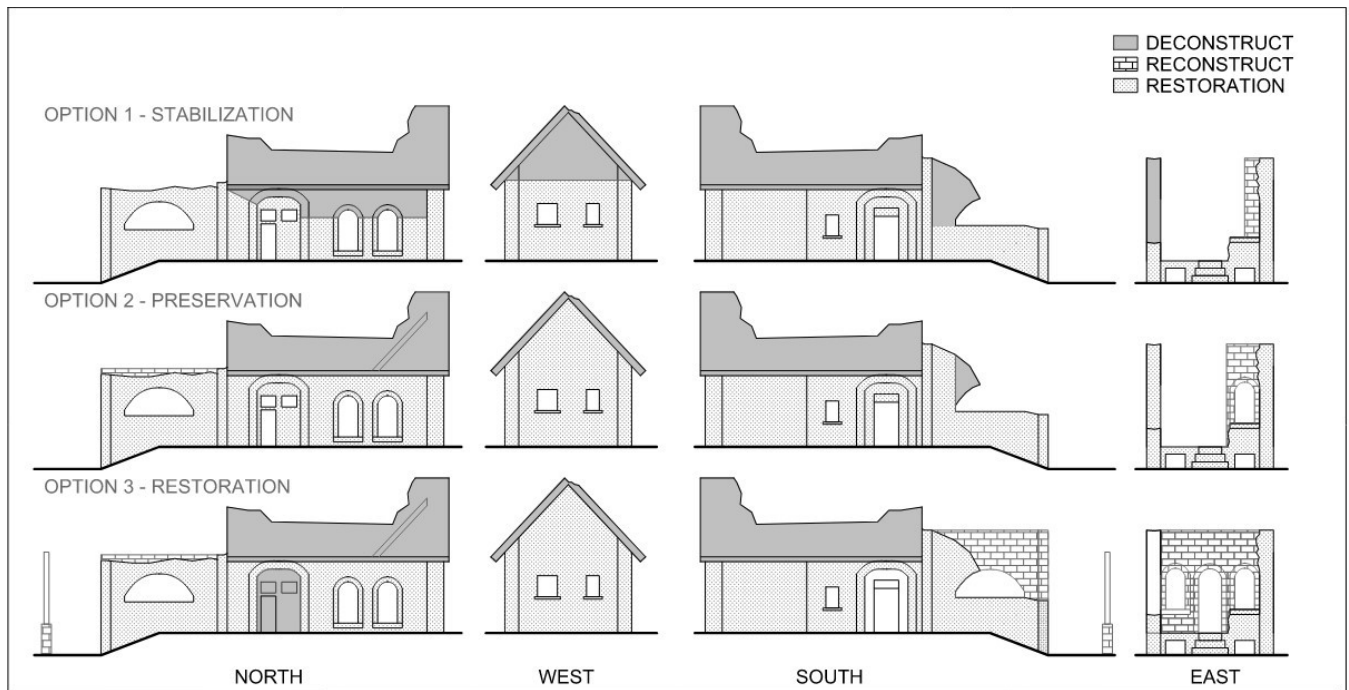 DECONSTRUCT
RECONSTRUCT
RESTORATION
OPTION 1 - STABILIZATION
OPTION 2 - PRESERVATION
OPTION 3 - RESTORATION
NORTH WEST SOUTH EAST